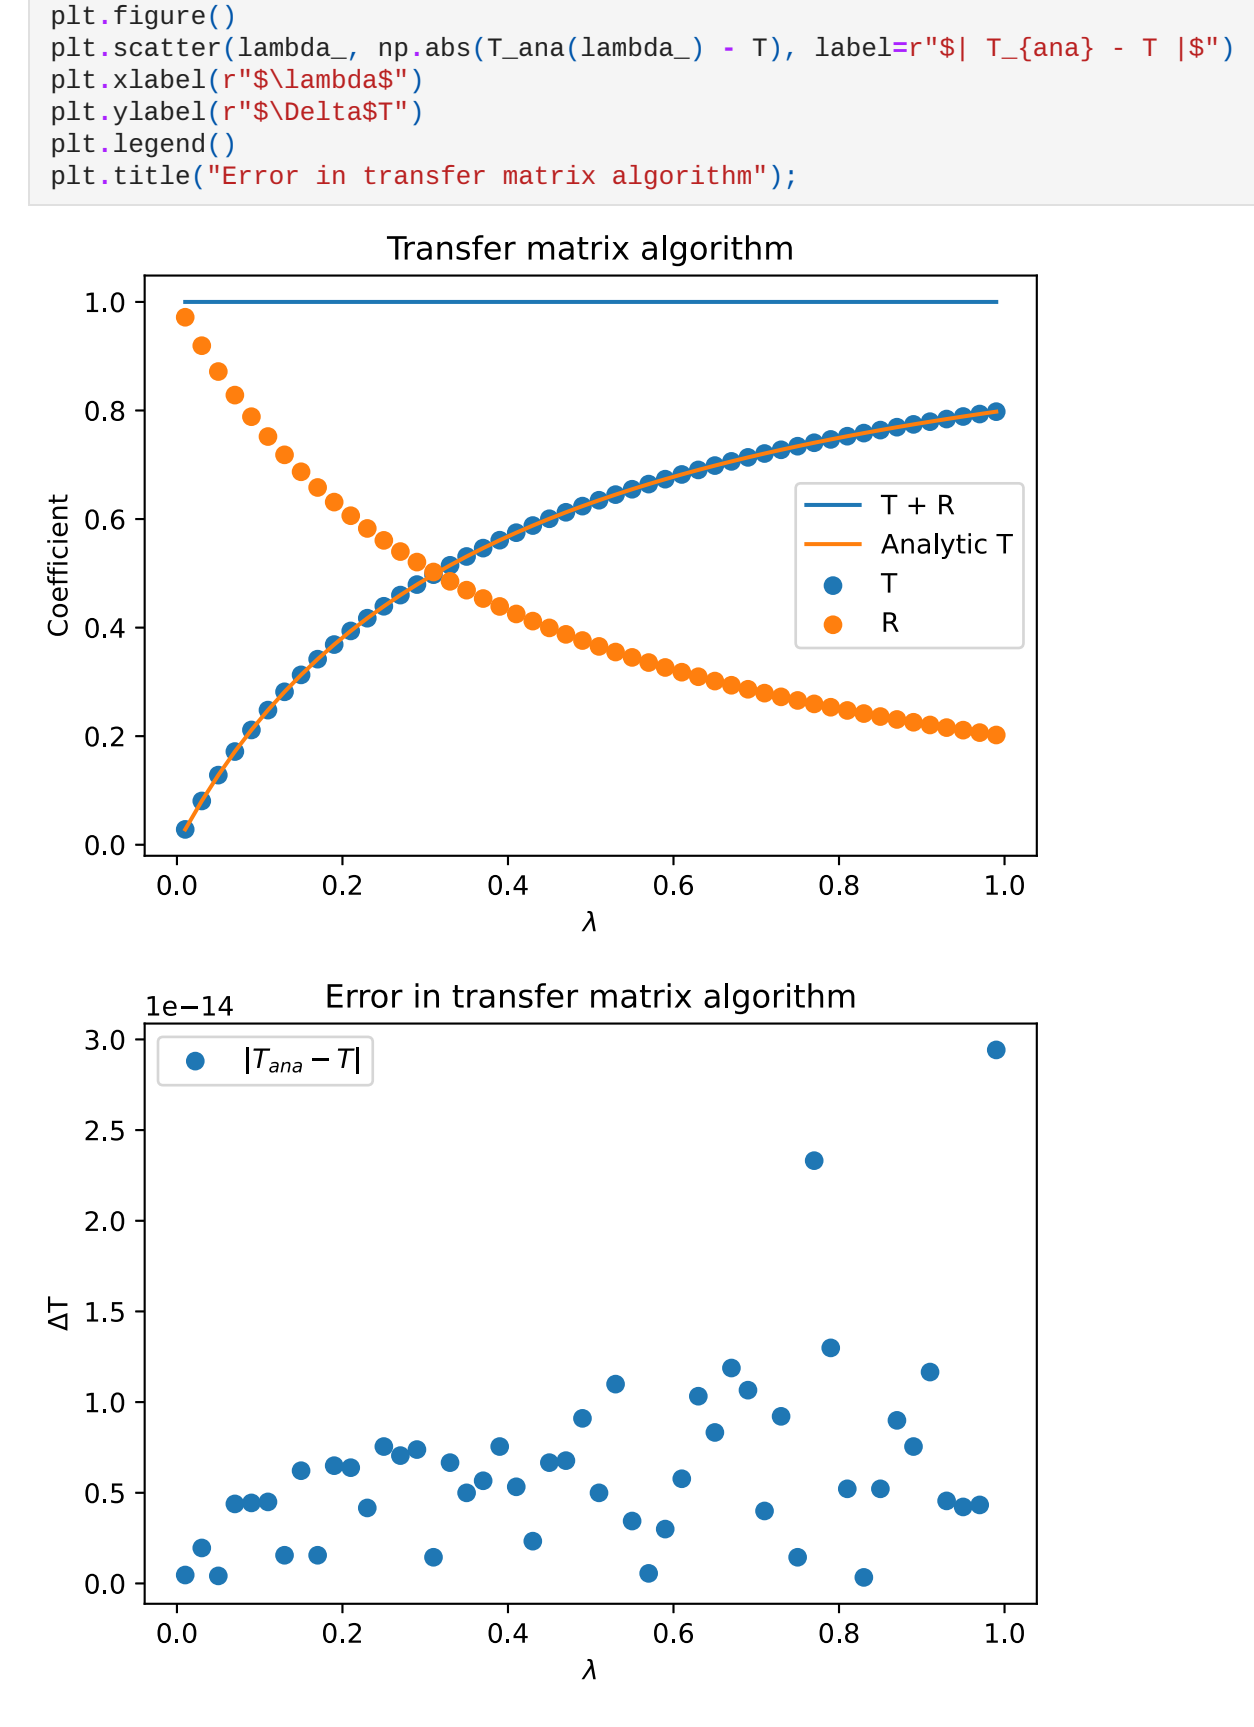 plt.figure()
plt.scatter(lambda_, np.abs(T_ana(lambda_) - T), label=r"$| T_{ana} - T |$")
plt.xlabel(r"$\lambda$")
plt.ylabel(r"$\Delta$T")
plt.legend()
plt.title("Error in transfer matrix algorithm");
Transfer matrix algorithm
1.0
0.8
0.6
0.4
0.2
0.0
Coefficient
T + R
Analytic T
T
R
0.0 0.2 0.4 0.6 0.8 1.0
λ
1e−14
Error in transfer matrix algorithm
|T_ana − T|
3.0
2.5
2.0
1.5
1.0
0.5
0.0
ΔT
0.0 0.2 0.4 0.6 0.8 1.0
λ